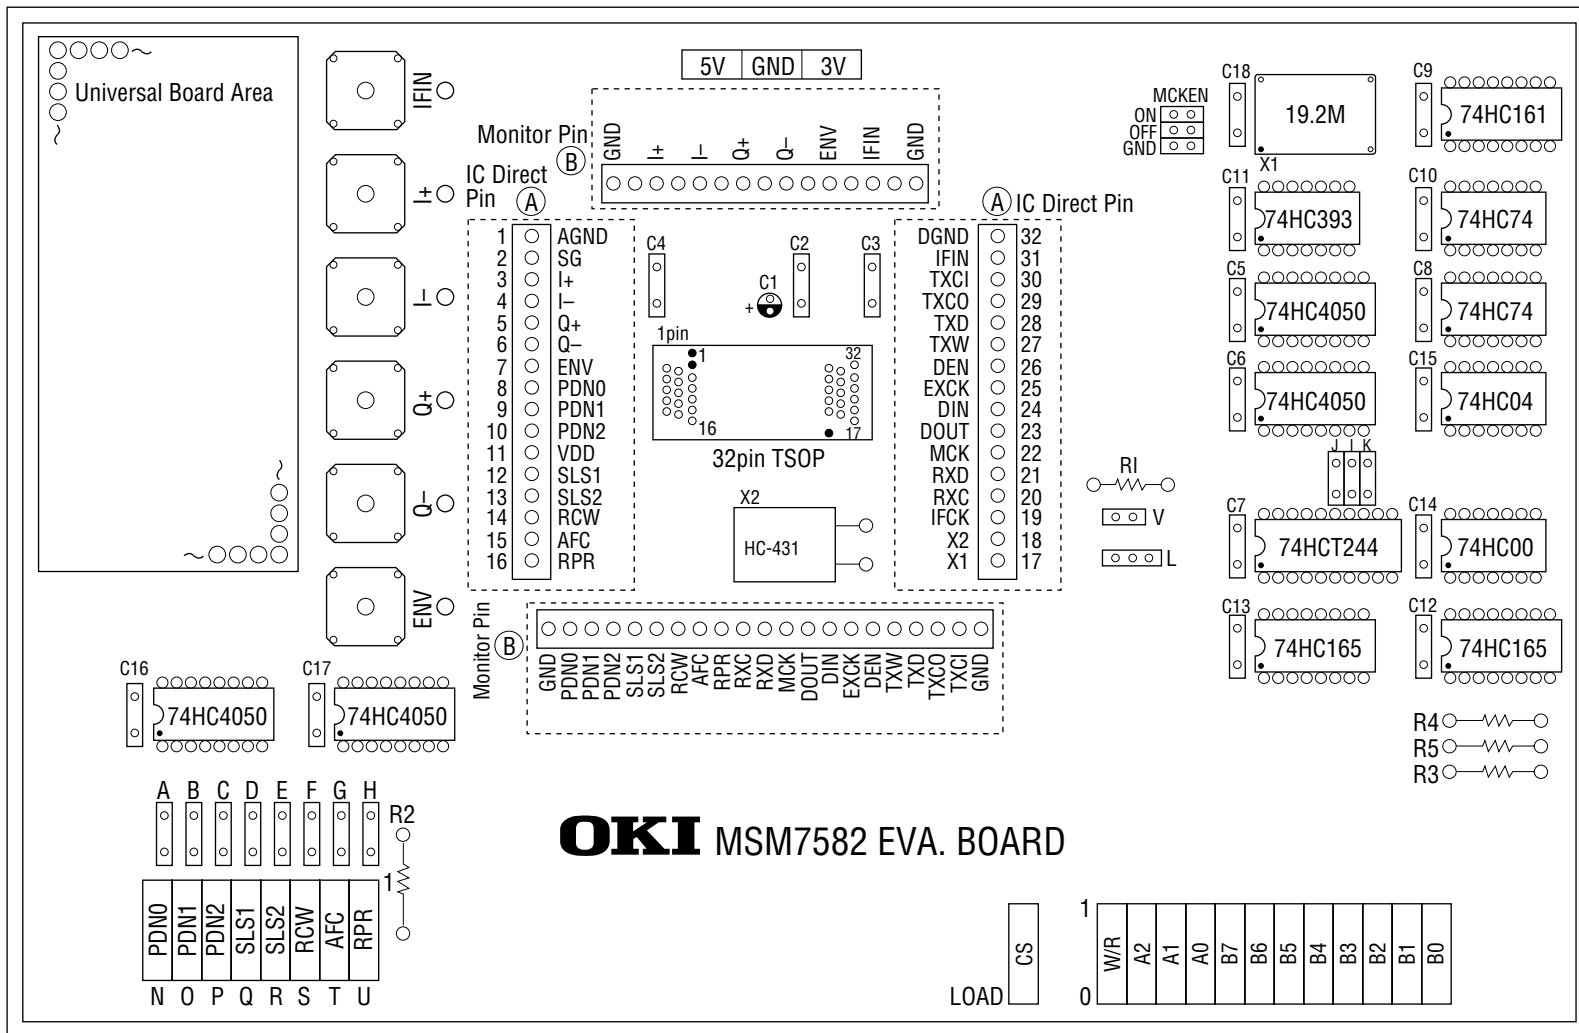 Universal Board Area
IFIN
I+
I−
Q+
Q−
ENV
5V GND 3V
Monitor Pin
B
GND I+ I− Q+ Q− ENV IFIN GND
IC Direct
Pin
A
1 AGND
2 SG
3 I+
4 I−
5 Q+
6 Q−
7 ENV
8 PDN0
9 PDN1
10 PDN2
11 VDD
12 SLS1
13 SLS2
14 RCW
15 AFC
16 RPR
C4
C1
+
C2
C3
1pin
1
32
16
17
32pin TSOP
X2
HC-431
A IC Direct Pin
DGND 32
IFIN 31
TXCI 30
TXCO 29
TXD 28
TXW 27
DEN 26
EXCK 25
DIN 24
DOUT 23
MCK 22
RXD 21
RXC 20
IFCK 19
X2 18
X1 17
Monitor Pin
B
GND PDN0 PDN1 PDN2 SLS1 SLS2 RCW AFC RPR RXC RXD MCK DOUT DIN EXCK DEN TXW TXD TXCO TXCI GND
MCKEN
ON
OFF
GND
C18
19.2M
X1
C9
74HC161
C11
74HC393
C10
74HC74
C5
74HC4050
C8
74HC74
C6
74HC4050
C15
74HC04
J I K
RI
V
L
C7
74HCT244
C14
74HC00
C13
74HC165
C12
74HC165
R4
R5
R3
C16
74HC4050
C17
74HC4050
A B C D E F G H
R2
1
PDN0 PDN1 PDN2 SLS1 SLS2 RCW AFC RPR
N O P Q R S T U
OKI MSM7582 EVA. BOARD
LOAD
CS
1
0
W/R A2 A1 A0 B7 B6 B5 B4 B3 B2 B1 B0